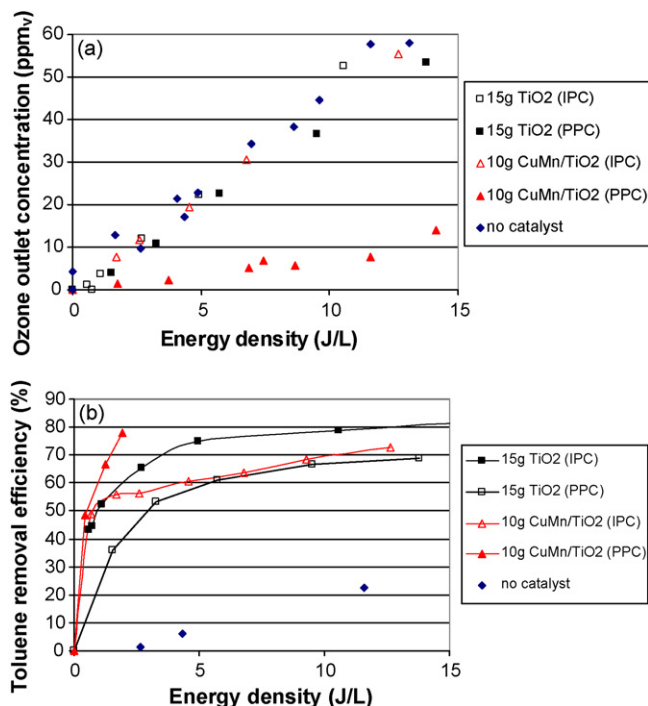 (a)
Ozone outlet concentration (ppmv)
60
50
40
30
20
10
0
0 5 10 15
Energy density (J/L)
15g TiO2 (IPC)
15g TiO2 (PPC)
10g CuMn/TiO2 (IPC)
10g CuMn/TiO2 (PPC)
no catalyst
(b)
Toluene removal efficiency (%)
90
80
70
60
50
40
30
20
10
0
0 5 10 15
Energy density (J/L)
15g TiO2 (IPC)
15g TiO2 (PPC)
10g CuMn/TiO2 (IPC)
10g CuMn/TiO2 (PPC)
no catalyst